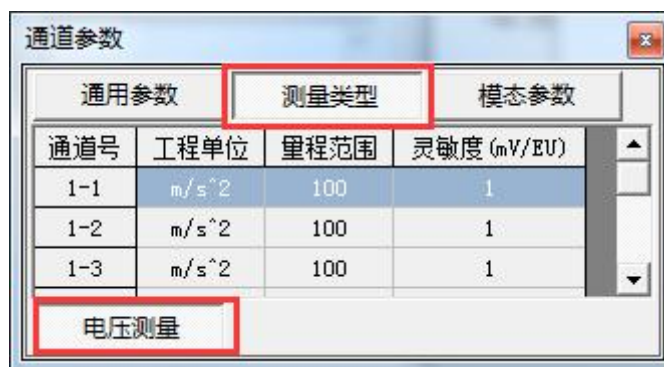 通道参数
通用参数 测量类型 模态参数
通道号 工程单位 量程范围 灵敏度(mV/EU)
1-1 m/s^2 100 1
1-2 m/s^2 100 1
1-3 m/s^2 100 1
电压测量